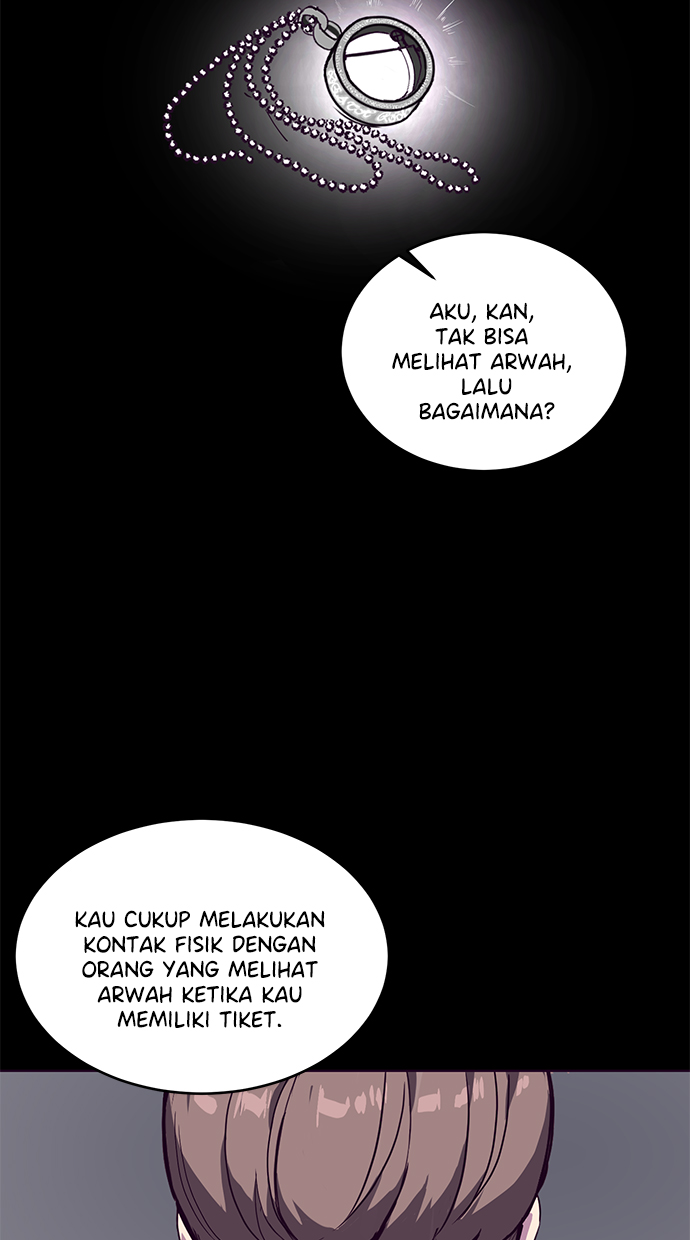 AKU, KAN,
TAK BISA
MELIHAT ARWAH,
LALU
BAGAIMANA?
KAU CUKUP MELAKUKAN
KONTAK FISIK DENGAN
ORANG YANG MELIHAT
ARWAH KETIKA KAU
MEMILIKI TIKET.